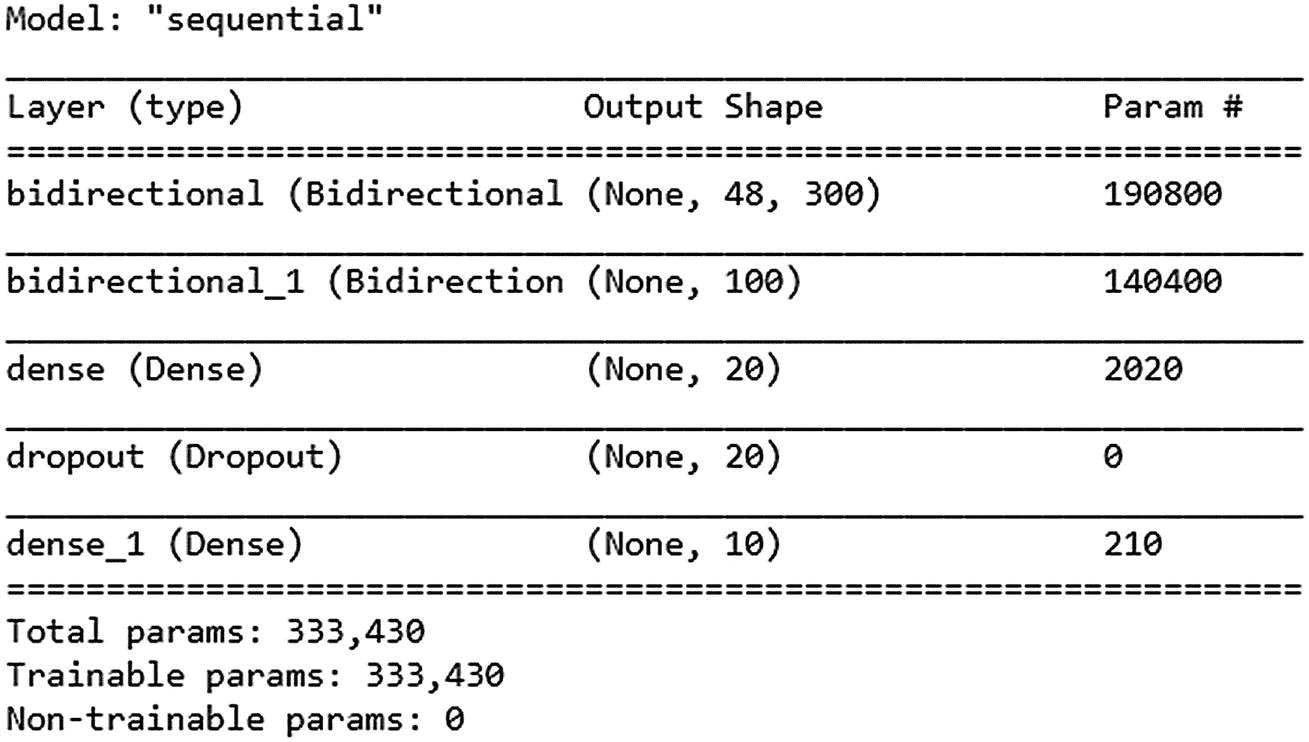 Model: "sequential"
Layer (type) Output Shape Param #
=================================================================
bidirectional (Bidirectional (None, 48, 300) 190800
bidirectional_1 (Bidirection (None, 100) 140400
dense (Dense) (None, 20) 2020
dropout (Dropout) (None, 20) 0
dense_1 (Dense) (None, 10) 210
=================================================================
Total params: 333,430
Trainable params: 333,430
Non-trainable params: 0